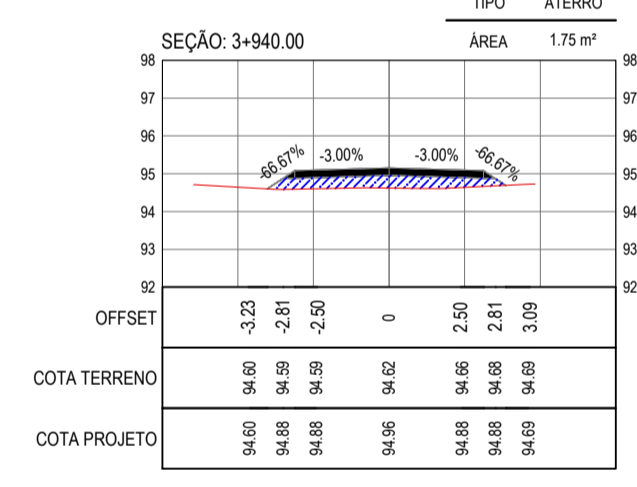 TIPO ATERRO
SEÇÃO: 3+940.00 ÁREA 1.75 m²
98 98
97 97
96 96
-66.67% -3.00% -3.00% -66.67%
95 95
94 94
93 93
92 92
OFFSET -3.23 -2.81 -2.50 0 2.50 2.81 3.09
COTA TERRENO 94.60 94.59 94.59 94.62 94.66 94.68 94.69
COTA PROJETO 94.60 94.88 94.88 94.96 94.88 94.88 94.69